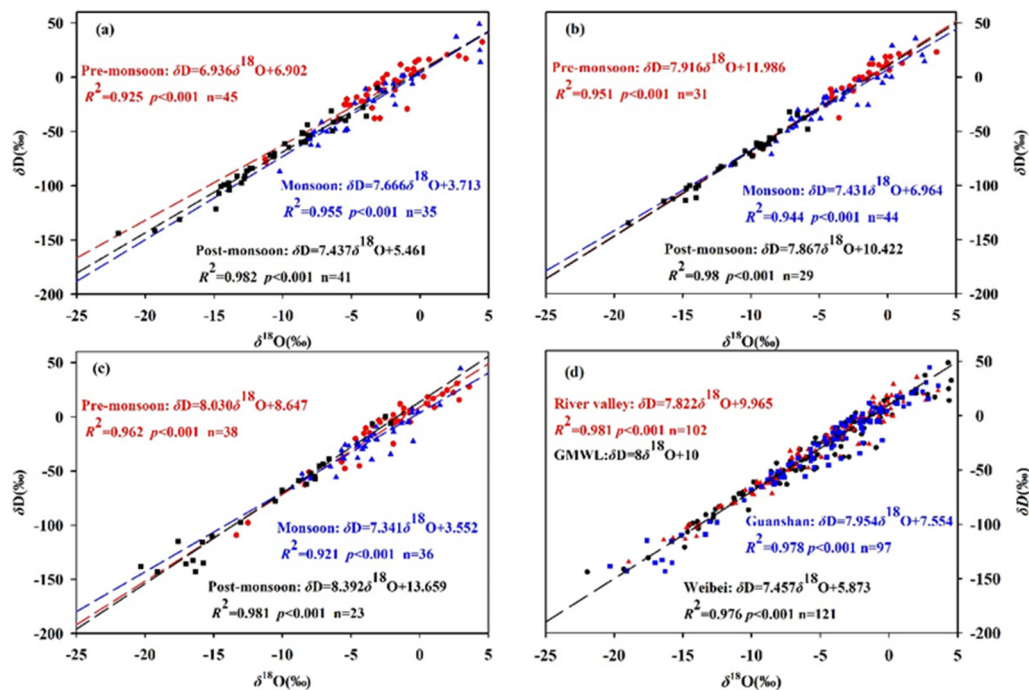 (a)
Pre-monsoon: δD=6.936δ¹⁸O+6.902
R²=0.925 p<0.001 n=45
Monsoon: δD=7.666δ¹⁸O+3.713
R²=0.955 p<0.001 n=35
Post-monsoon: δD=7.437δ¹⁸O+5.461
R²=0.982 p<0.001 n=41
50
0
-50
-100
-150
-200
δD(‰)
-25 -20 -15 -10 -5 0 5
δ¹⁸O(‰)
(b)
Pre-monsoon: δD=7.916δ¹⁸O+11.986
R²=0.951 p<0.001 n=31
Monsoon: δD=7.431δ¹⁸O+6.964
R²=0.944 p<0.001 n=44
Post-monsoon: δD=7.867δ¹⁸O+10.422
R²=0.98 p<0.001 n=29
50
0
-50
-100
-150
-200
δD(‰)
-25 -20 -15 -10 -5 0 5
δ¹⁸O(‰)
(c)
Pre-monsoon: δD=8.030δ¹⁸O+8.647
R²=0.962 p<0.001 n=38
Monsoon: δD=7.341δ¹⁸O+3.552
R²=0.921 p<0.001 n=36
Post-monsoon: δD=8.392δ¹⁸O+13.659
R²=0.981 p<0.001 n=23
50
0
-50
-100
-150
-200
δD(‰)
-25 -20 -15 -10 -5 0 5
δ¹⁸O(‰)
(d)
River valley: δD=7.822δ¹⁸O+9.965
R²=0.981 p<0.001 n=102
GMWL:δD=8δ¹⁸O+10
Guanshan: δD=7.954δ¹⁸O+7.554
R²=0.978 p<0.001 n=97
Weibei: δD=7.457δ¹⁸O+5.873
R²=0.976 p<0.001 n=121
50
0
-50
-100
-150
-200
δD(‰)
-25 -20 -15 -10 -5 0 5
δ¹⁸O(‰)